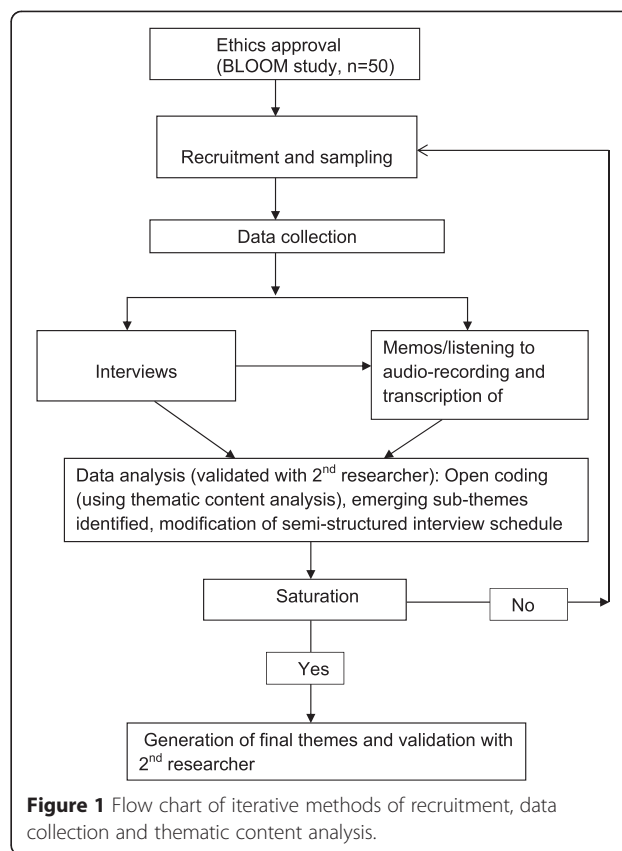 Ethics approval
(BLOOM study, n=50)
Recruitment and sampling
Data collection
Interviews
Memos/listening to
audio-recording and
transcription of
Data analysis (validated with 2nd researcher): Open coding
(using thematic content analysis), emerging sub-themes
identified, modification of semi-structured interview schedule
Saturation
No
Yes
Generation of final themes and validation with
2nd researcher
Figure 1 Flow chart of iterative methods of recruitment, data
collection and thematic content analysis.